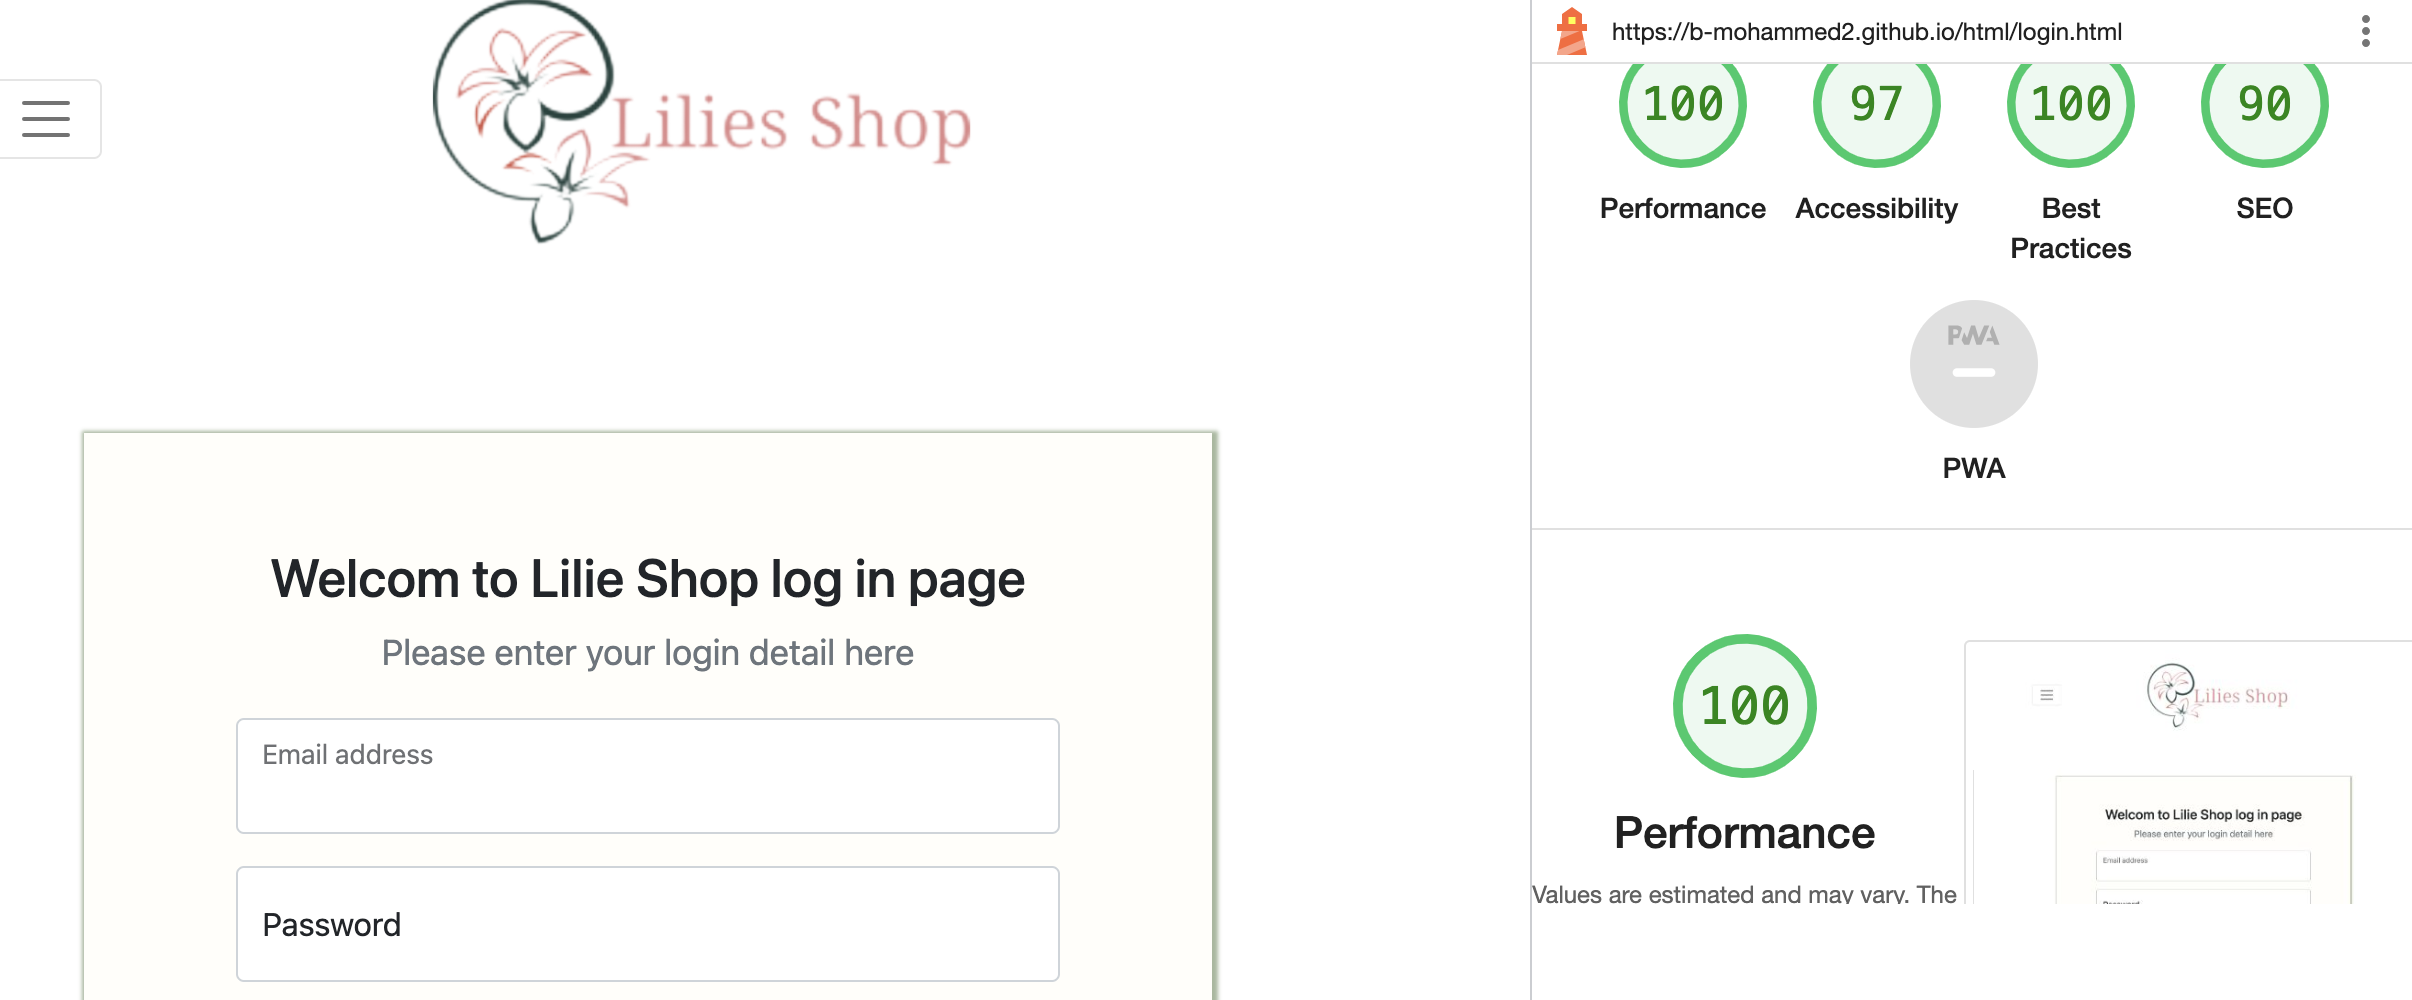 Lilies Shop
Welcom to Lilie Shop log in page
Please enter your login detail here
Email address
Password
https://b-mohammed2.github.io/html/login.html
100
97
100
90
Performance
Accessibility
Best
Practices
SEO
PWA
PWA
100
Performance
Values are estimated and may vary. The
Lilies Shop
Welcom to Lilie Shop log in page
Please enter your login detail here
Email address
Password